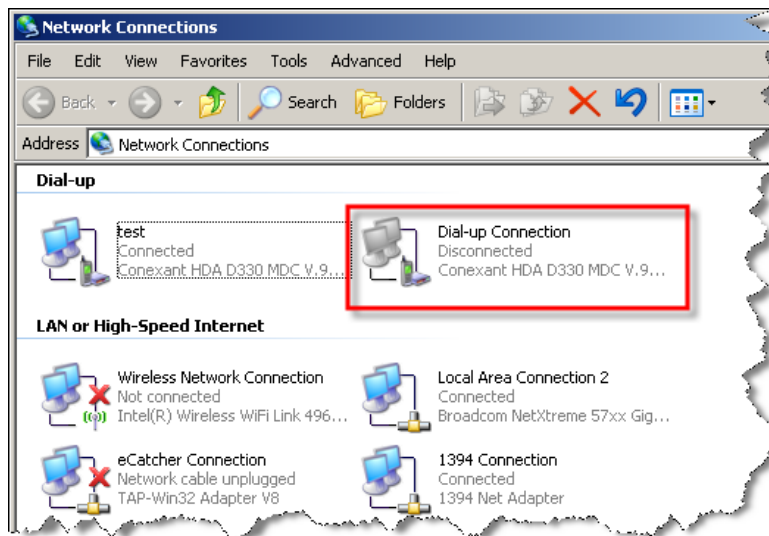 Network Connections
File Edit View Favorites Tools Advanced Help
Back Search Folders
Address Network Connections
Dial-up
test
Connected
Conexant HDA D330 MDC V.9...
Dial-up Connection
Disconnected
Conexant HDA D330 MDC V.9...
LAN or High-Speed Internet
Wireless Network Connection
Not connected
Intel(R) Wireless WiFi Link 496...
Local Area Connection 2
Connected
Broadcom NetXtreme 57xx Gig...
eCatcher Connection
Network cable unplugged
TAP-Win32 Adapter V8
1394 Connection
Connected
1394 Net Adapter